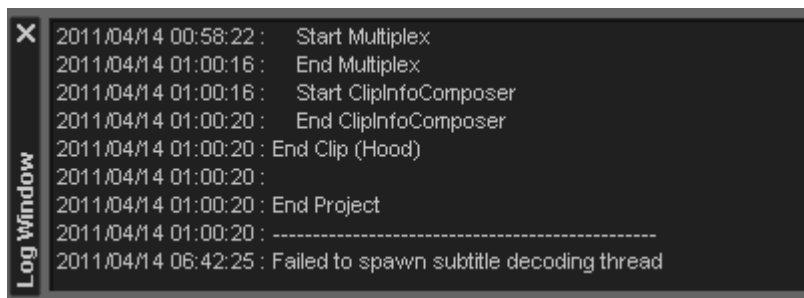 Log Window
2011/04/14 00:58:22 : Start Multiplex
2011/04/14 01:00:16 : End Multiplex
2011/04/14 01:00:16 : Start ClipInfoComposer
2011/04/14 01:00:20 : End ClipInfoComposer
2011/04/14 01:00:20 : End Clip (Hood)
2011/04/14 01:00:20 :
2011/04/14 01:00:20 : End Project
2011/04/14 01:00:20 : ------------------------------------------------
2011/04/14 06:42:25 : Failed to spawn subtitle decoding thread